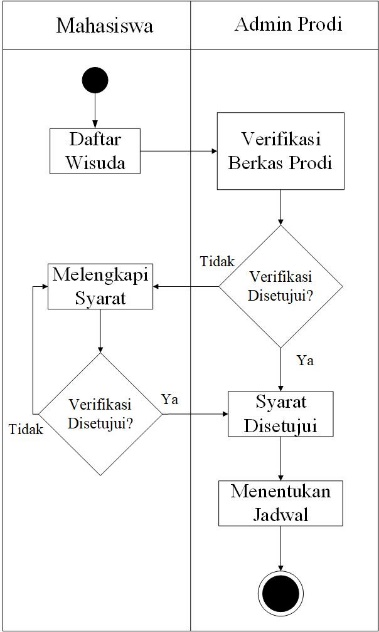 Mahasiswa
Admin Prodi
Daftar
Wisuda
Verifikasi
Berkas Prodi
Tidak
Verifikasi
Disetujui?
Melengkapi
Syarat
Ya
Verifikasi
Disetujui?
Ya
Tidak
Syarat
Disetujui
Menentukan
Jadwal